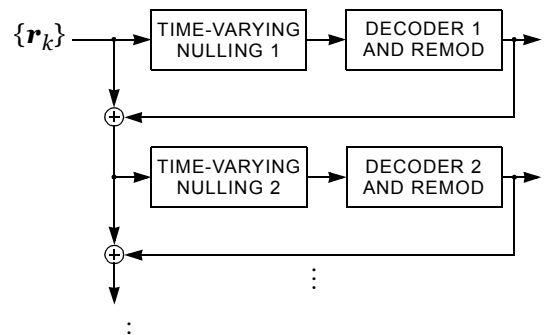 {r_k}
TIME-VARYING
NULLING 1
DECODER 1
AND REMOD
+
TIME-VARYING
NULLING 2
DECODER 2
AND REMOD
+
⋮
⋮